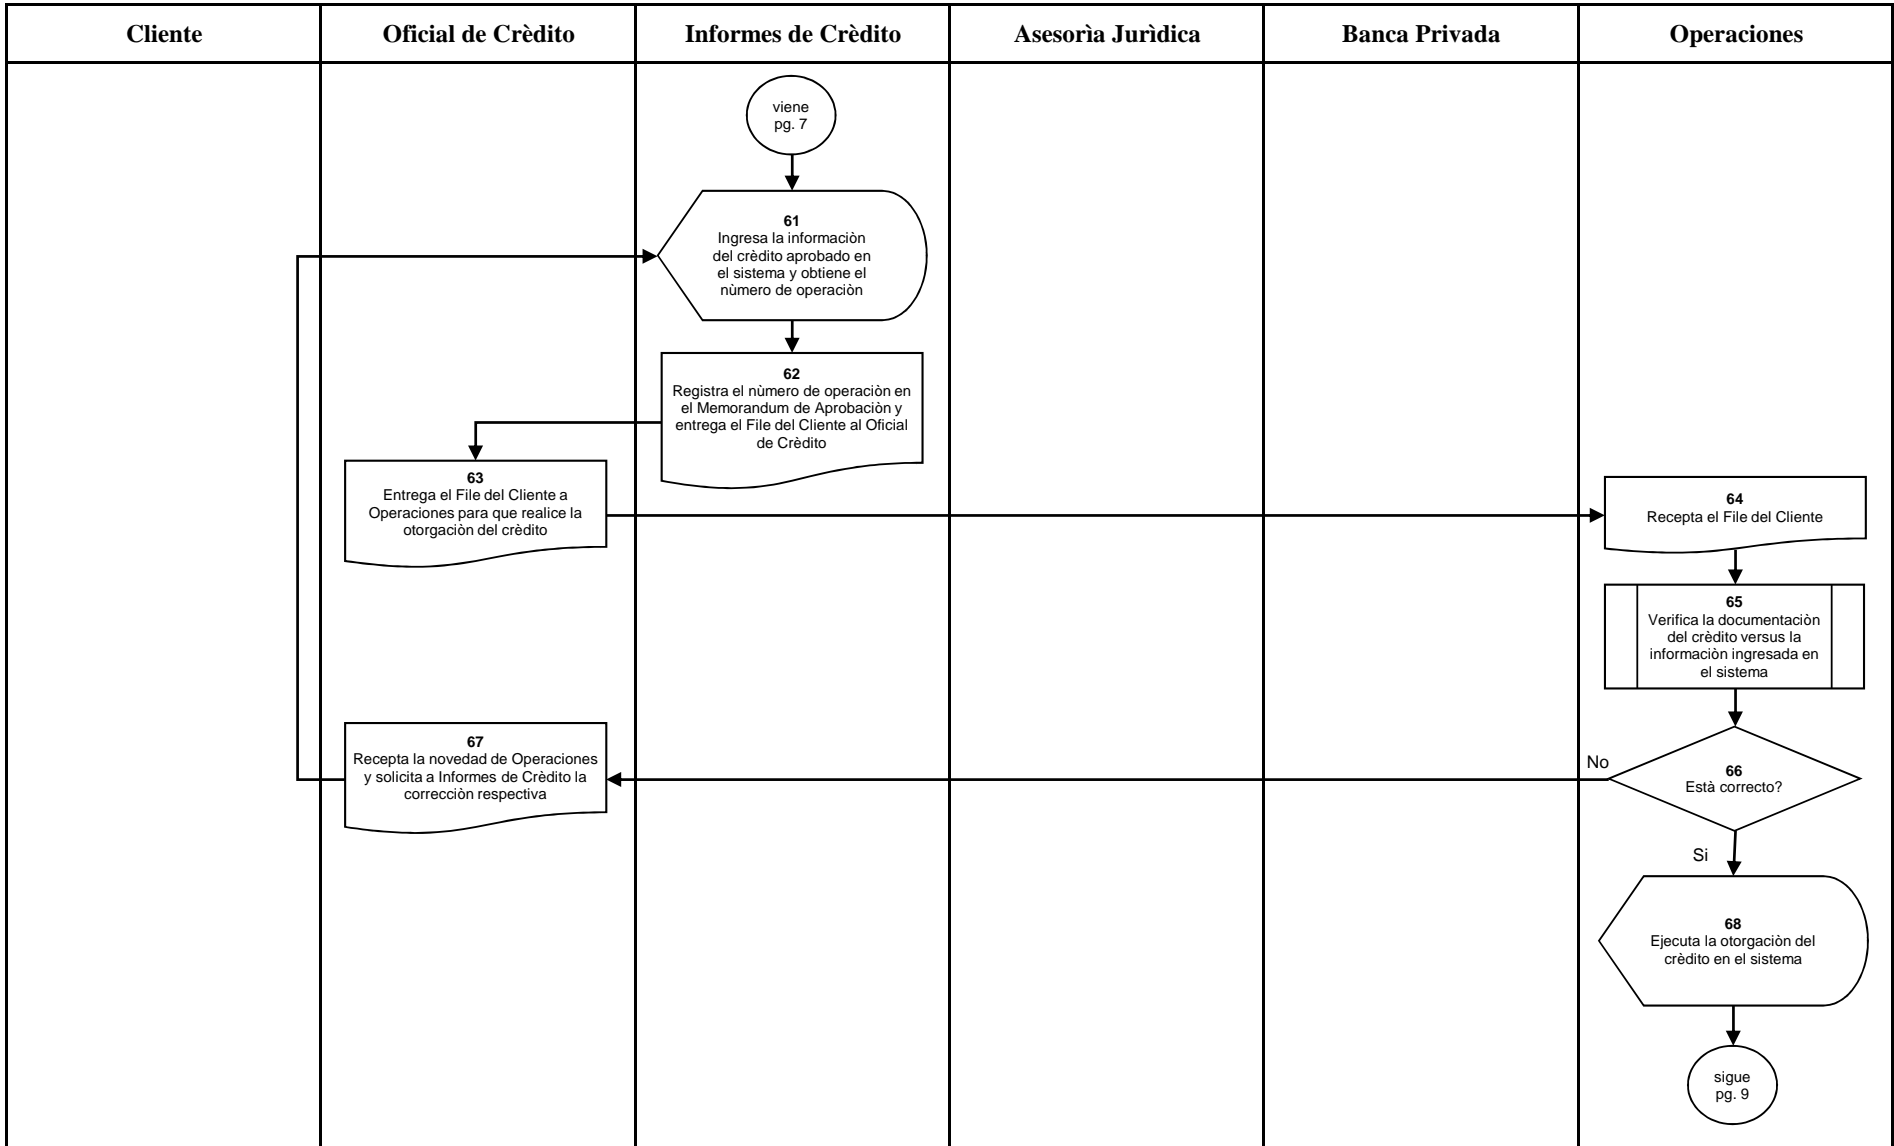 Cliente
Oficial de Crèdito
Informes de Crèdito
Asesorìa Jurìdica
Banca Privada
Operaciones
viene
pg. 7
61
Ingresa la informaciòn
del crèdito aprobado en
el sistema y obtiene el
nùmero de operaciòn
62
Registra el nùmero de operaciòn en
el Memorandum de Aprobaciòn y
entrega el File del Cliente al Oficial
de Crèdito
63
Entrega el File del Cliente a
Operaciones para que realice la
otorgaciòn del crèdito
64
Recepta el File del Cliente
65
Verifica la documentaciòn
del crèdito versus la
informaciòn ingresada en
el sistema
67
Recepta la novedad de Operaciones
y solicita a Informes de Crèdito la
correcciòn respectiva
No
66
Està correcto?
Si
68
Ejecuta la otorgaciòn del
crèdito en el sistema
sigue
pg. 9